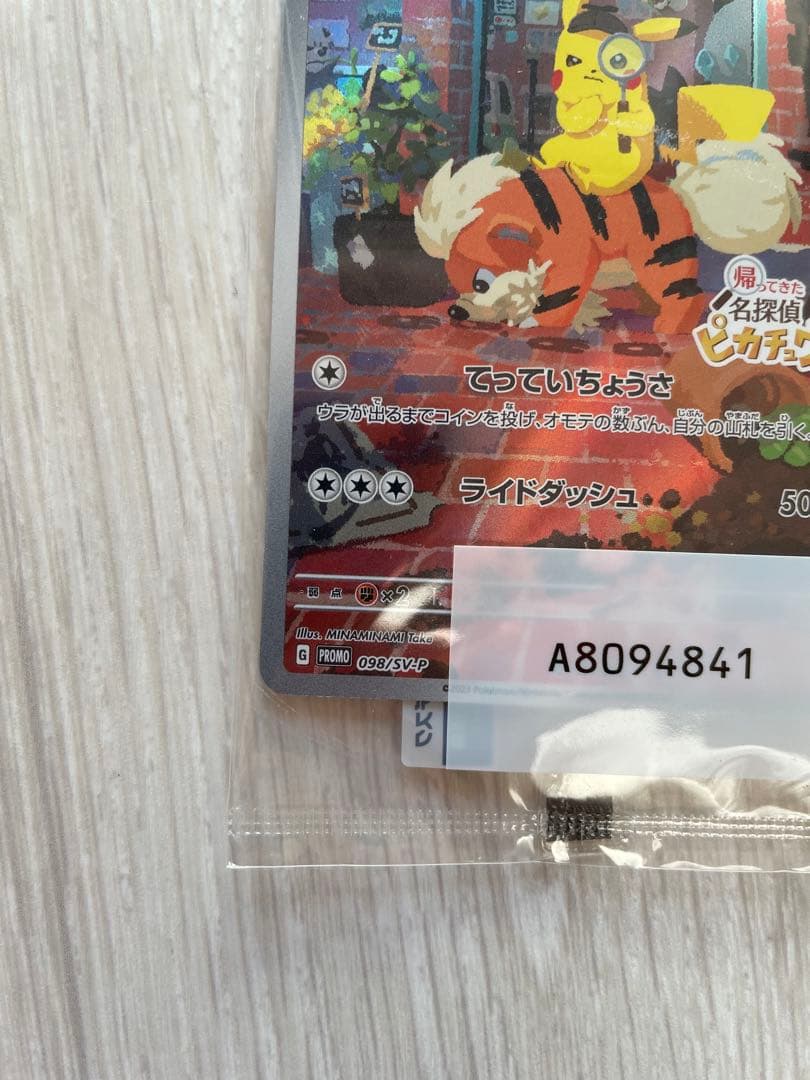 帰ってきた
名探偵
ピカチュウ
てっていちょうさ
ウラが出るまでコインを投げ、オモテの数ぶん、自分の山札を引く。
ライドダッシュ 50
弱点 ×2
Illus. MINAMINAMI Take
G PROMO 098/SV-P
A8094841